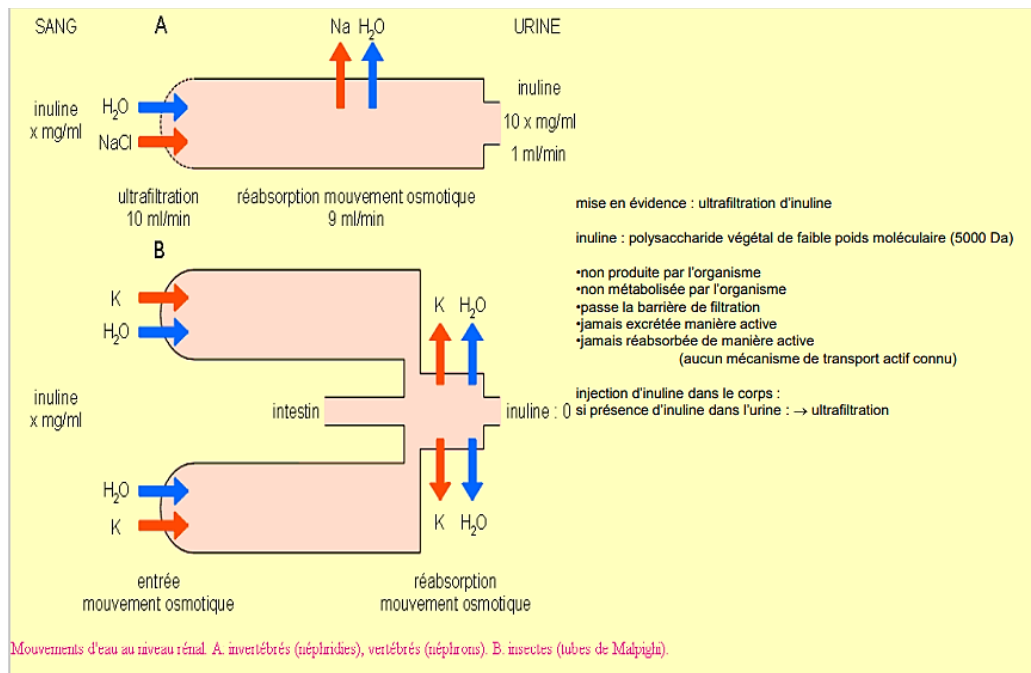 SANG A Na H₂O URINE
inuline
x mg/ml
H₂O
NaCl
inuline
10 x mg/ml
1 ml/min
ultrafiltration
10 ml/min
réabsorption mouvement osmotique
9 ml/min
mise en évidence : ultrafiltration d'inuline
inuline : polysaccharide végétal de faible poids moléculaire (5000 Da)
•non produite par l'organisme
•non métabolisée par l'organisme
•passe la barrière de filtration
•jamais excrétée manière active
•jamais réabsorbée de manière active
(aucun mécanisme de transport actif connu)
injection d'inuline dans le corps :
si présence d'inuline dans l'urine : → ultrafiltration
B
K
H₂O
K H₂O
inuline
x mg/ml
intestin
inuline : 0
H₂O
K
K H₂O
entrée
mouvement osmotique
réabsorption
mouvement osmotique
Mouvements d'eau au niveau rénal. A. invertébrés (néphridies), vertébrés (néphrons). B. insectes (tubes de Malpighi).